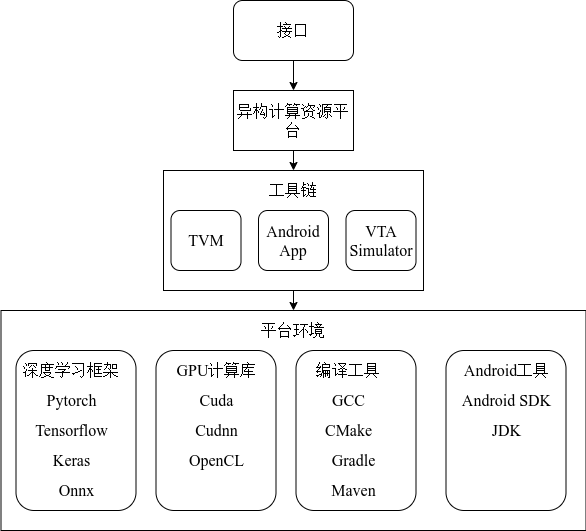 接口
异构计算资源平
台
工具链
TVM
Android
App
VTA
Simulator
平台环境
深度学习框架
Pytorch
Tensorflow
Keras
Onnx
GPU计算库
Cuda
Cudnn
OpenCL
编译工具
GCC
CMake
Gradle
Maven
Android工具
Android SDK
JDK